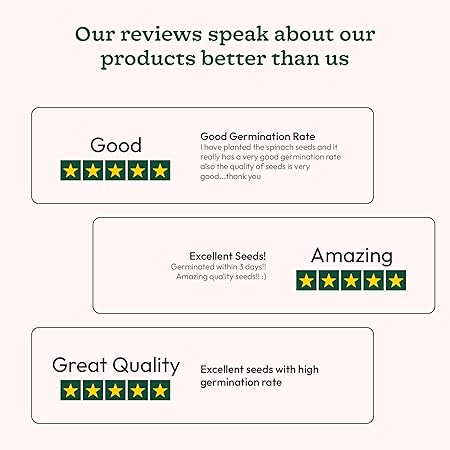 Our reviews speak about our
products better than us
Good
Good Germination Rate
I have planted the spinach seeds and it
really has a very good germination rate
also the quality of seeds is very
good...thank you
Excellent Seeds!
Germinated within 3 days!!
Amazing quality seeds!! :)
Amazing
Great Quality
Excellent seeds with high
germination rate